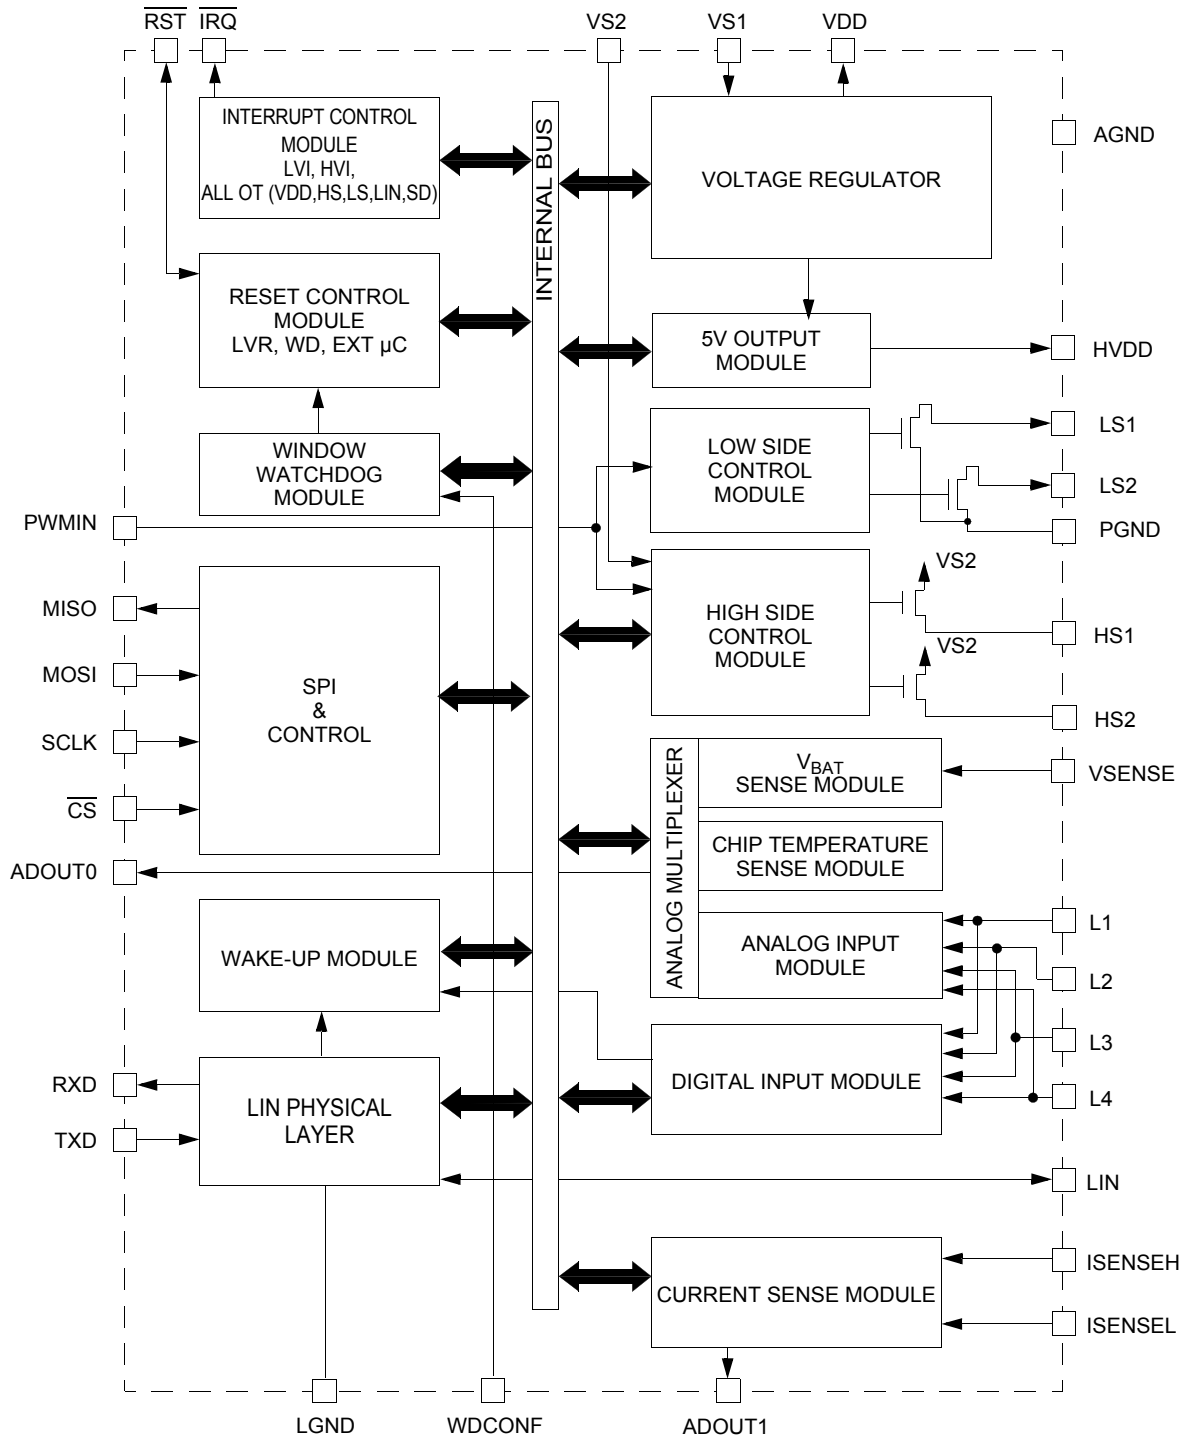 RST
IRQ
VS2
VS1
VDD
INTERRUPT CONTROL
MODULE
LVI, HVI,
ALL OT (VDD,HS,LS,LIN,SD)
INTERNAL BUS
VOLTAGE REGULATOR
AGND
RESET CONTROL
MODULE
LVR, WD, EXT µC
5V OUTPUT
MODULE
HVDD
WINDOW
WATCHDOG
MODULE
LOW SIDE
CONTROL
MODULE
LS1
LS2
PGND
PWMIN
VS2
HIGH SIDE
CONTROL
MODULE
HS1
VS2
HS2
MISO
MOSI
SCLK
CS
SPI
&
CONTROL
ANALOG MULTIPLEXER
VBAT
SENSE MODULE
VSENSE
CHIP TEMPERATURE
SENSE MODULE
ADOUT0
ANALOG INPUT
MODULE
L1
L2
L3
L4
WAKE-UP MODULE
DIGITAL INPUT MODULE
RXD
TXD
LIN PHYSICAL
LAYER
LIN
CURRENT SENSE MODULE
ISENSEH
ISENSEL
LGND
WDCONF
ADOUT1